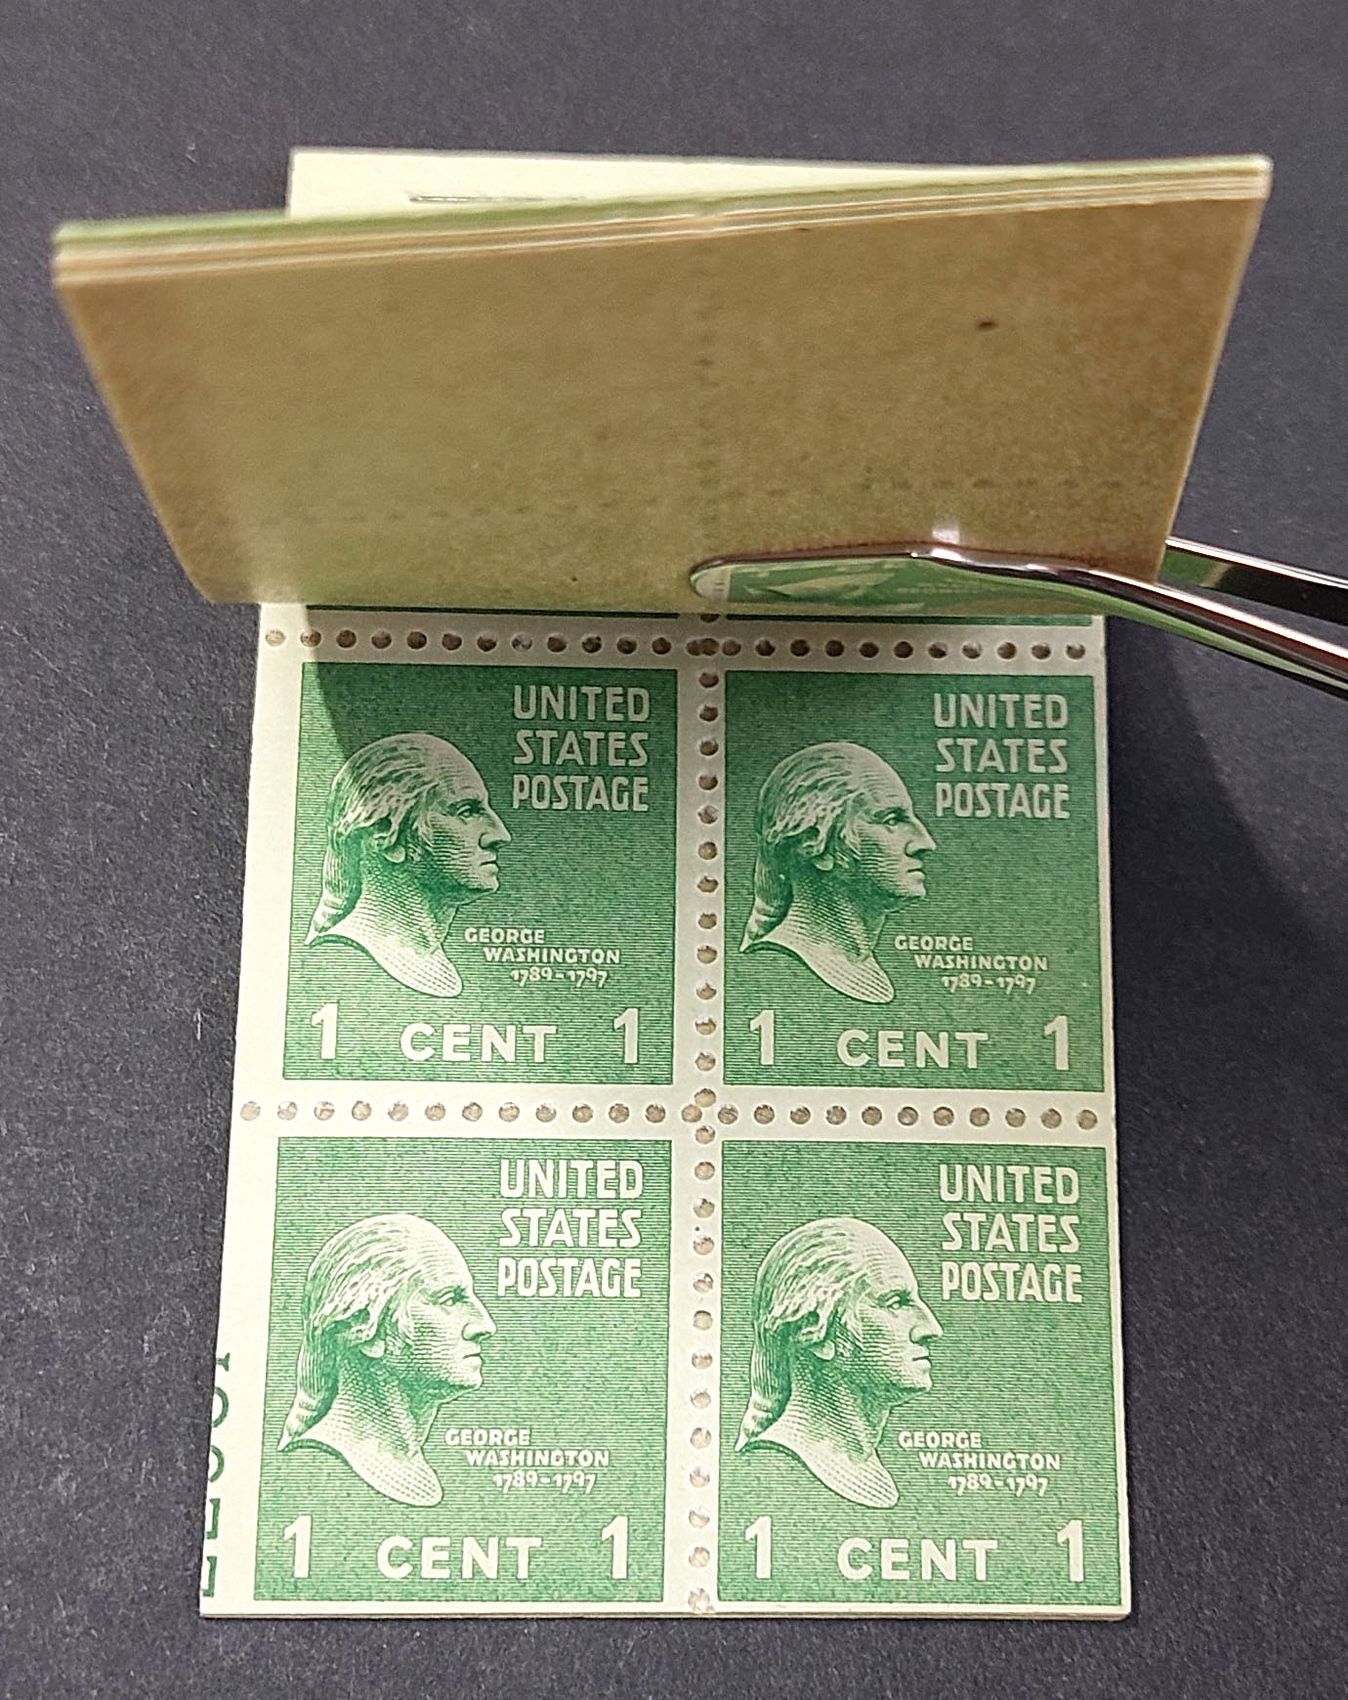 UNITED
STATES
POSTAGE
GEORGE
WASHINGTON
1789-1797
1 CENT 1
UNITED
STATES
POSTAGE
GEORGE
WASHINGTON
1789-1797
1 CENT 1
UNITED
STATES
POSTAGE
GEORGE
WASHINGTON
1789-1797
1 CENT 1
UNITED
STATES
POSTAGE
GEORGE
WASHINGTON
1789-1797
1 CENT 1